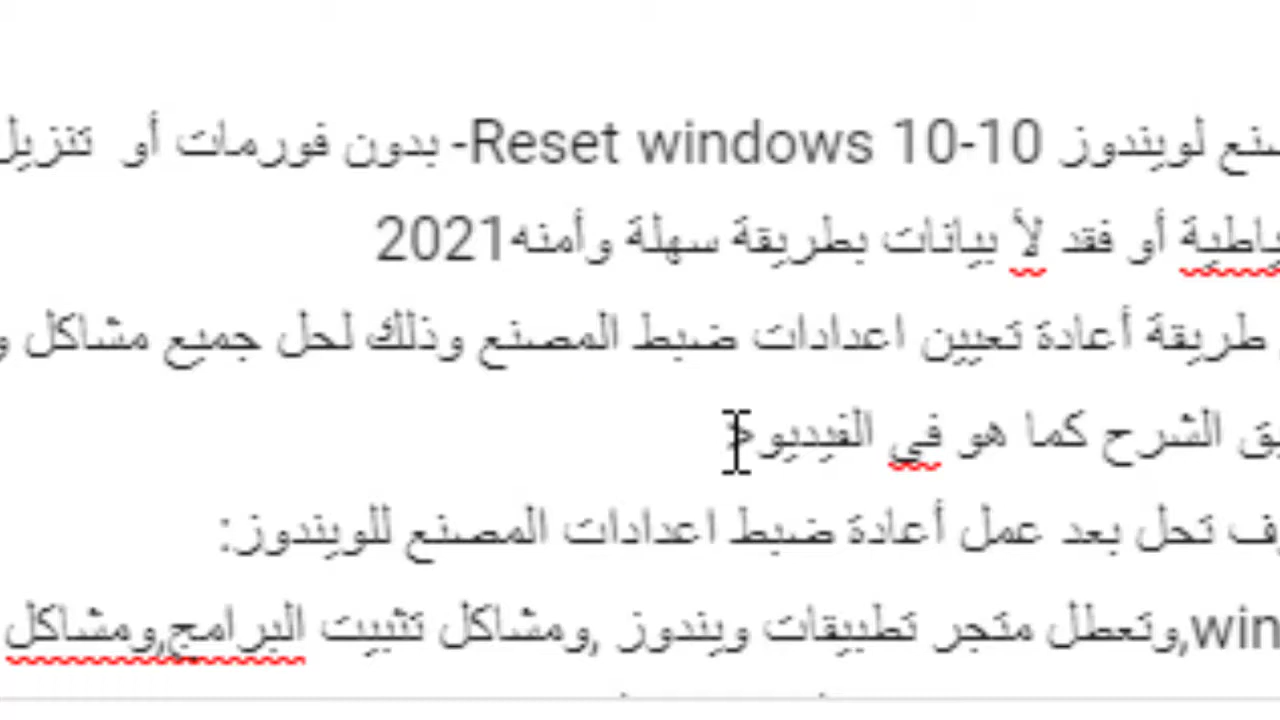 لويندوز 10-Reset windows 10- بدون فورمات أو تنزيل
أو فقد لأ بيانات بطريقة سهلة وأمنه2021
طريقة أعادة تعيين اعدادات ضبط المصنع وذلك لحل جميع مشاكل و
الشرح كما هو في الفيديو<
تحل بعد عمل أعادة ضبط اعدادات المصنع للويندوز:
win,وتعطل متجر تطبيقات ويندوز ,ومشاكل تثبيت البرامج,ومشاكل